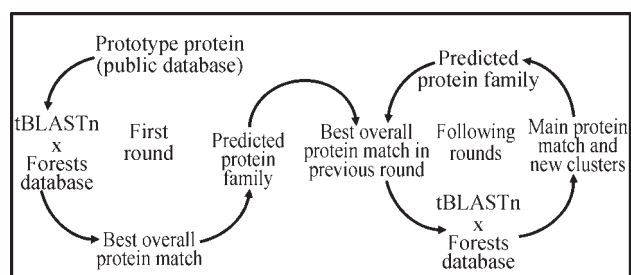 Prototype protein
(public database)
tBLASTn
x
Forests
database
First
round
Best overall
protein match
Predicted
protein
family
Best overall
protein match in
previous round
Following
rounds
tBLASTn
x
Forests
database
Main protein
match and
new clusters
Predicted
protein family